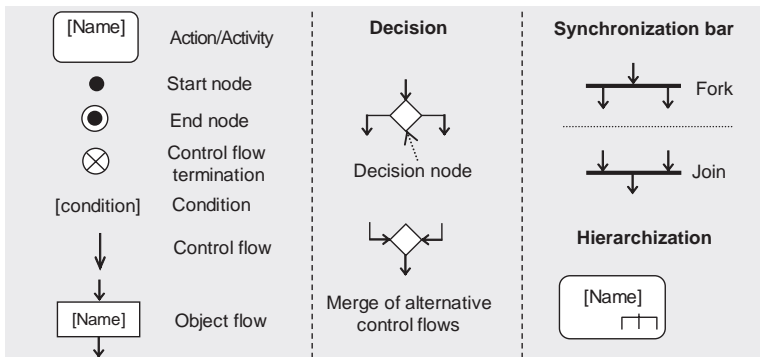 [Name]
Action/Activity
Start node
End node
Control flow
termination
[condition]
Condition
Control flow
[Name]
Object flow
Decision
Decision node
Merge of alternative
control flows
Synchronization bar
Fork
Join
Hierarchization
[Name]